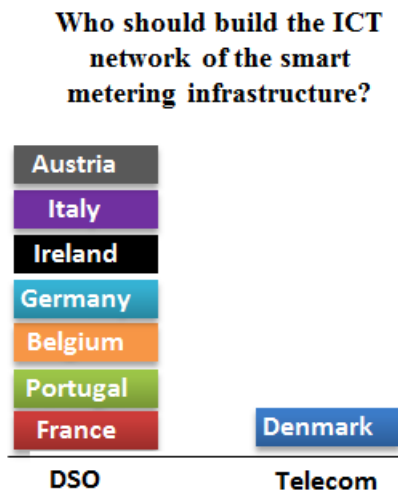 Who should build the ICT
network of the smart
metering infrastructure?
Austria
Italy
Ireland
Germany
Belgium
Portugal
France
Denmark
DSO
Telecom